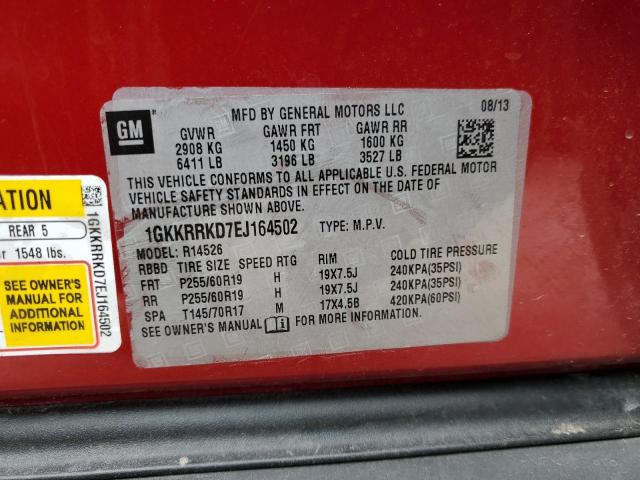 GM
MFD BY GENERAL MOTORS LLC
08/13
GVWR GAWR FRT GAWR RR
2908 KG 1450 KG 1600 KG
6411 LB 3196 LB 3527 LB
THIS VEHICLE CONFORMS TO ALL APPLICABLE U.S. FEDERAL MOTOR
VEHICLE SAFETY STANDARDS IN EFFECT ON THE DATE OF
MANUFACTURE SHOWN ABOVE.
1GKKRRKD7EJ164502 TYPE: M.P.V.
MODEL: R14526
RBBD TIRE SIZE SPEED RTG RIM COLD TIRE PRESSURE
FRT P255/60R19 H 19X7.5J 240KPA(35PSI)
RR P255/60R19 H 19X7.5J 240KPA(35PSI)
SPA T145/70R17 M 17X4.5B 420KPA(60PSI)
SEE OWNER'S MANUAL FOR MORE INFORMATION.
REAR 5
1548 lbs.
SEE OWNER'S
MANUAL FOR
ADDITIONAL
INFORMATION
1GKKRRKD7EJ164502